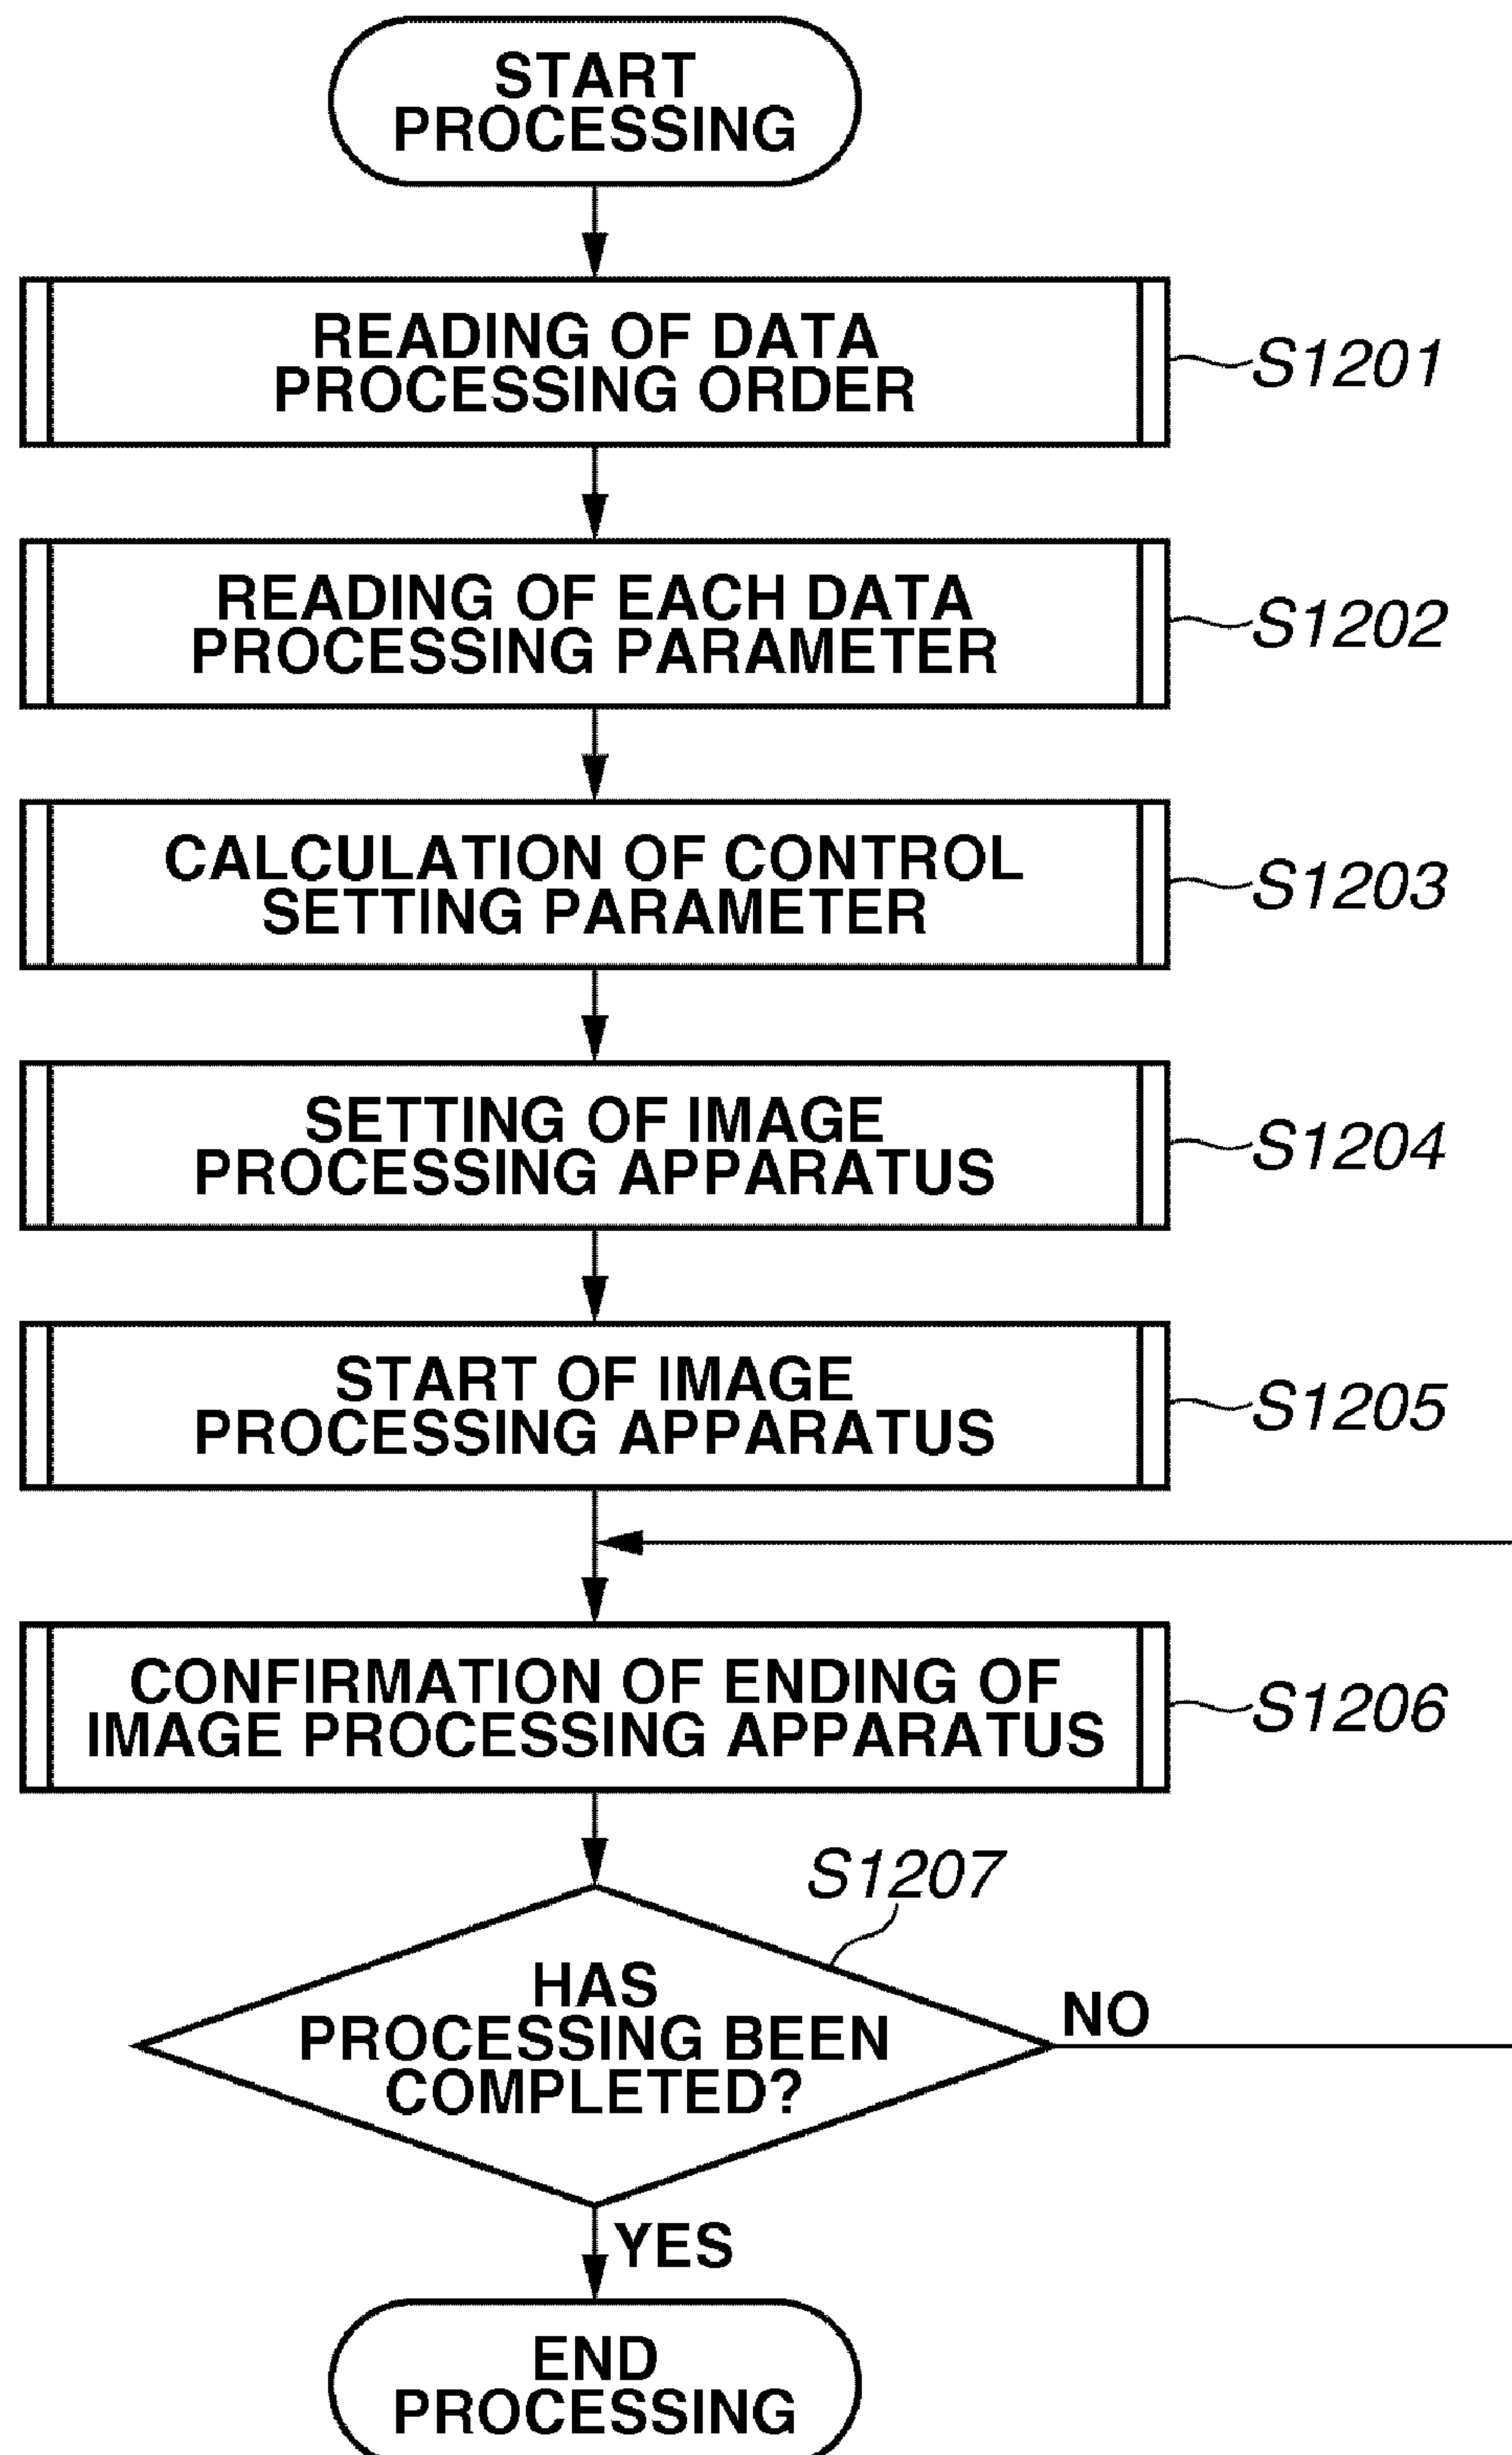 START
PROCESSING
READING OF DATA
PROCESSING ORDER
S1201
READING OF EACH DATA
PROCESSING PARAMETER
S1202
CALCULATION OF CONTROL
SETTING PARAMETER
S1203
SETTING OF IMAGE
PROCESSING APPARATUS
S1204
START OF IMAGE
PROCESSING APPARATUS
S1205
CONFIRMATION OF ENDING OF
IMAGE PROCESSING APPARATUS
S1206
S1207
HAS
PROCESSING BEEN
COMPLETED?
NO
YES
END
PROCESSING